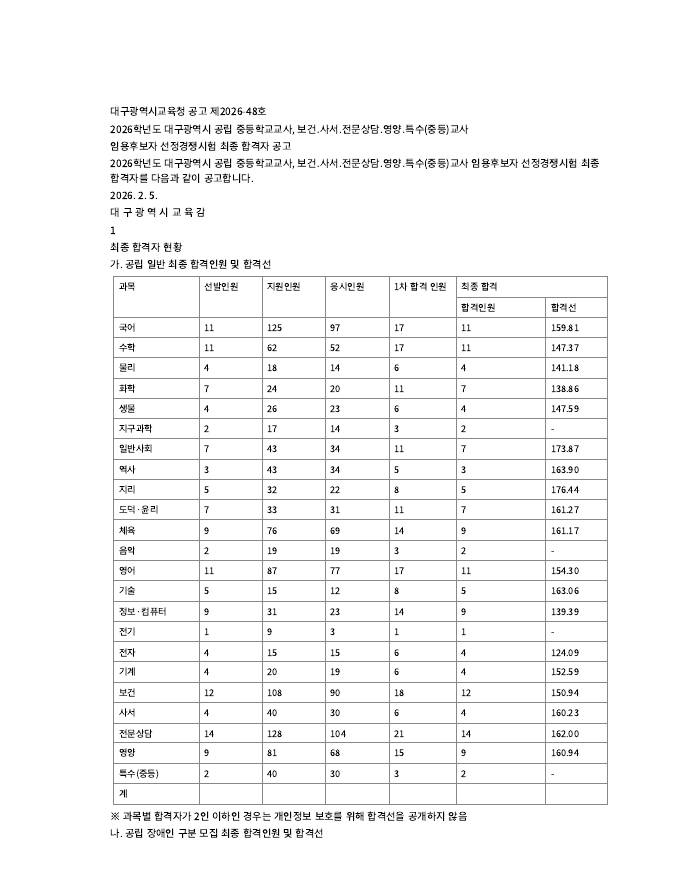 대구광역시교육청 공고 제2026-48호
2026학년도 대구광역시 공립 중등학교교사, 보건.사서.전문상담.영양.특수(중등)교사
임용후보자 선정경쟁시험 최종 합격자 공고
2026학년도 대구광역시 공립 중등학교교사, 보건.사서.전문상담.영양.특수(중등)교사 임용후보자 선정경쟁시험 최종
합격자를 다음과 같이 공고합니다.
2026. 2. 5.
대 구 광 역 시 교 육 감
1
최종 합격자 현황
가. 공립 일반 최종 합격인원 및 합격선
과목 선발인원 지원인원 응시인원 1차 합격 인원 최종 합격
합격인원 합격선
국어 11 125 97 17 11 159.81
수학 11 62 52 17 11 147.37
물리 4 18 14 6 4 141.18
화학 7 24 20 11 7 138.86
생물 4 26 23 6 4 147.59
지구과학 2 17 14 3 2 -
일반사회 7 43 34 11 7 173.87
역사 3 43 34 5 3 163.90
지리 5 32 22 8 5 176.44
도덕·윤리 7 33 31 11 7 161.27
체육 9 76 69 14 9 161.17
음악 2 19 19 3 2 -
영어 11 87 77 17 11 154.30
기술 5 15 12 8 5 163.06
정보·컴퓨터 9 31 23 14 9 139.39
전기 1 9 3 1 1 -
전자 4 15 15 6 4 124.09
기계 4 20 19 6 4 152.59
보건 12 108 90 18 12 150.94
사서 4 40 30 6 4 160.23
전문상담 14 128 104 21 14 162.00
영양 9 81 68 15 9 160.94
특수(중등) 2 40 30 3 2 -
계
※ 과목별 합격자가 2인 이하인 경우는 개인정보 보호를 위해 합격선을 공개하지 않음
나. 공립 장애인 구분 모집 최종 합격인원 및 합격선